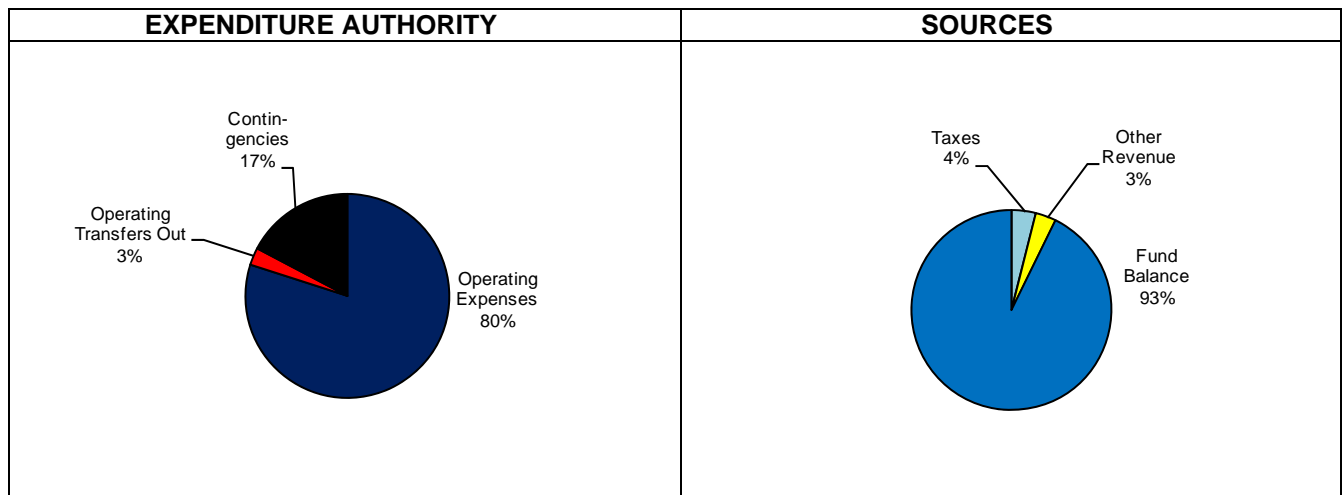 EXPENDITURE AUTHORITY
Contin-
gencies
17%
Operating
Transfers Out
3%
Operating
Expenses
80%
SOURCES
Taxes
4%
Other
Revenue
3%
Fund
Balance
93%